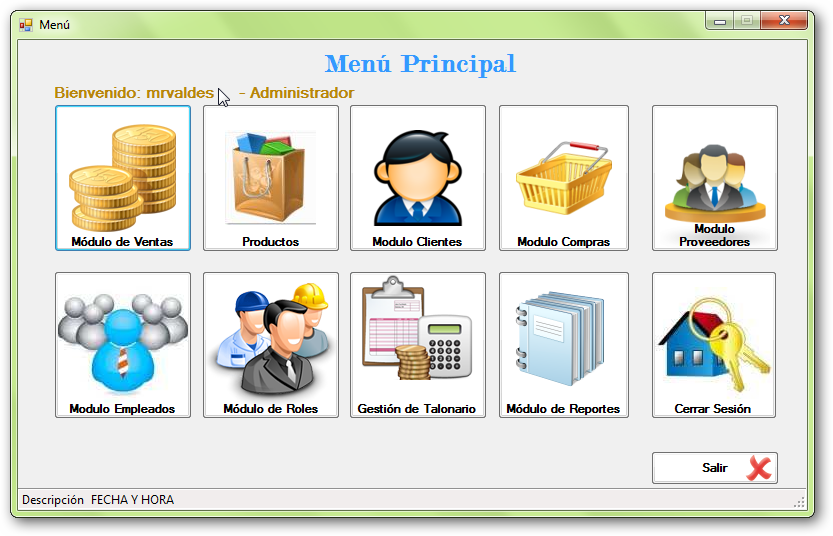 Menú
Menú Principal
Bienvenido: mrvaldes - Administrador
Módulo de Ventas
Productos
Modulo Clientes
Modulo Compras
Modulo
Proveedores
Modulo Empleados
Módulo de Roles
Gestión de Talonario
Módulo de Reportes
Cerrar Sesión
Salir
Descripción FECHA Y HORA